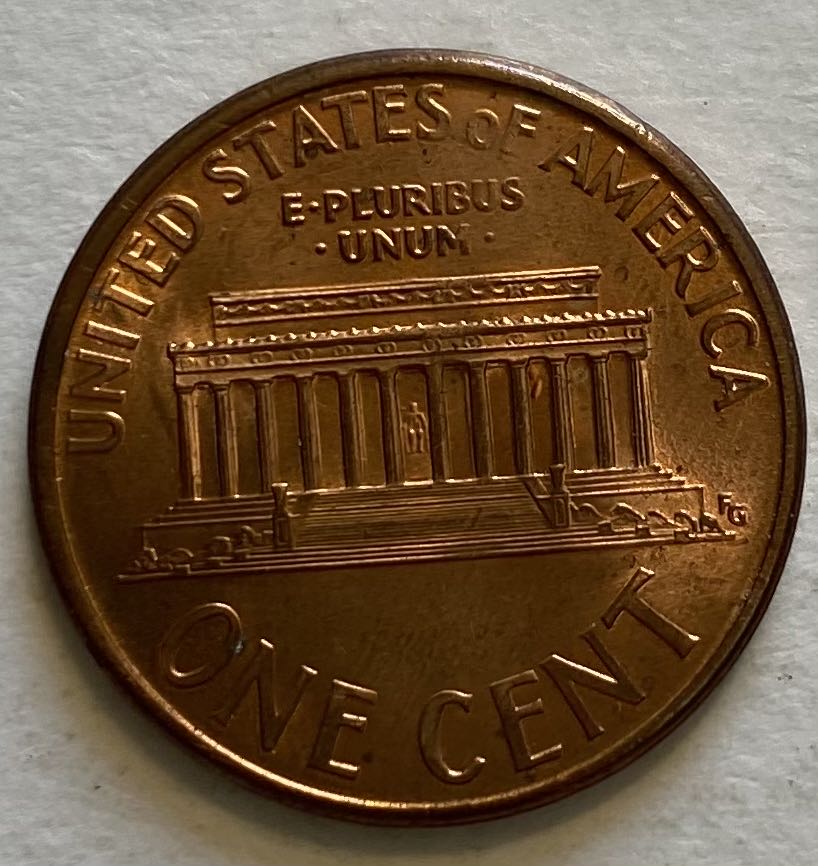 UNITED STATES OF AMERICA
E·PLURIBUS
·UNUM·
FG
ONE CENT